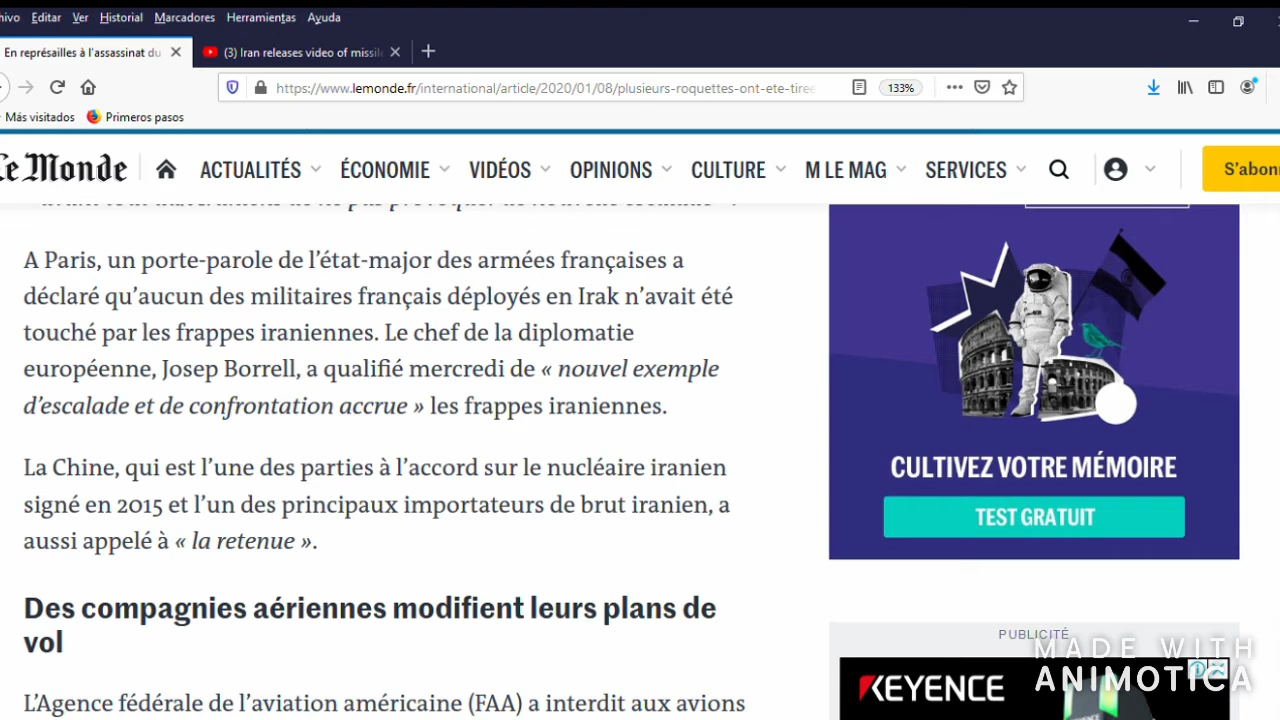 hivo Editar Ver Historial Marcadores Herramientas Ayuda
En représailles à l'assassinat du
(3) Iran releases video of missile
https://www.lemonde.fr/international/article/2020/01/08/plusieurs-roquettes-ont-ete-tiree
133%
Más visitados Primeros pasos
Le Monde ACTUALITÉS ÉCONOMIE VIDÉOS OPINIONS CULTURE M LE MAG SERVICES S'abonn
A Paris, un porte-parole de l'état-major des armées françaises a
déclaré qu'aucun des militaires français déployés en Irak n'avait été
touché par les frappes iraniennes. Le chef de la diplomatie
européenne, Josep Borrell, a qualifié mercredi de « nouvel exemple
d'escalade et de confrontation accrue » les frappes iraniennes.
La Chine, qui est l'une des parties à l'accord sur le nucléaire iranien
signé en 2015 et l'un des principaux importateurs de brut iranien, a
aussi appelé à « la retenue ».
Des compagnies aériennes modifient leurs plans de
vol
L'Agence fédérale de l'aviation américaine (FAA) a interdit aux avions
CULTIVEZ VOTRE MÉMOIRE
TEST GRATUIT
PUBLICITÉ
KEYENCE
MADE WITH
ANIMOTICA